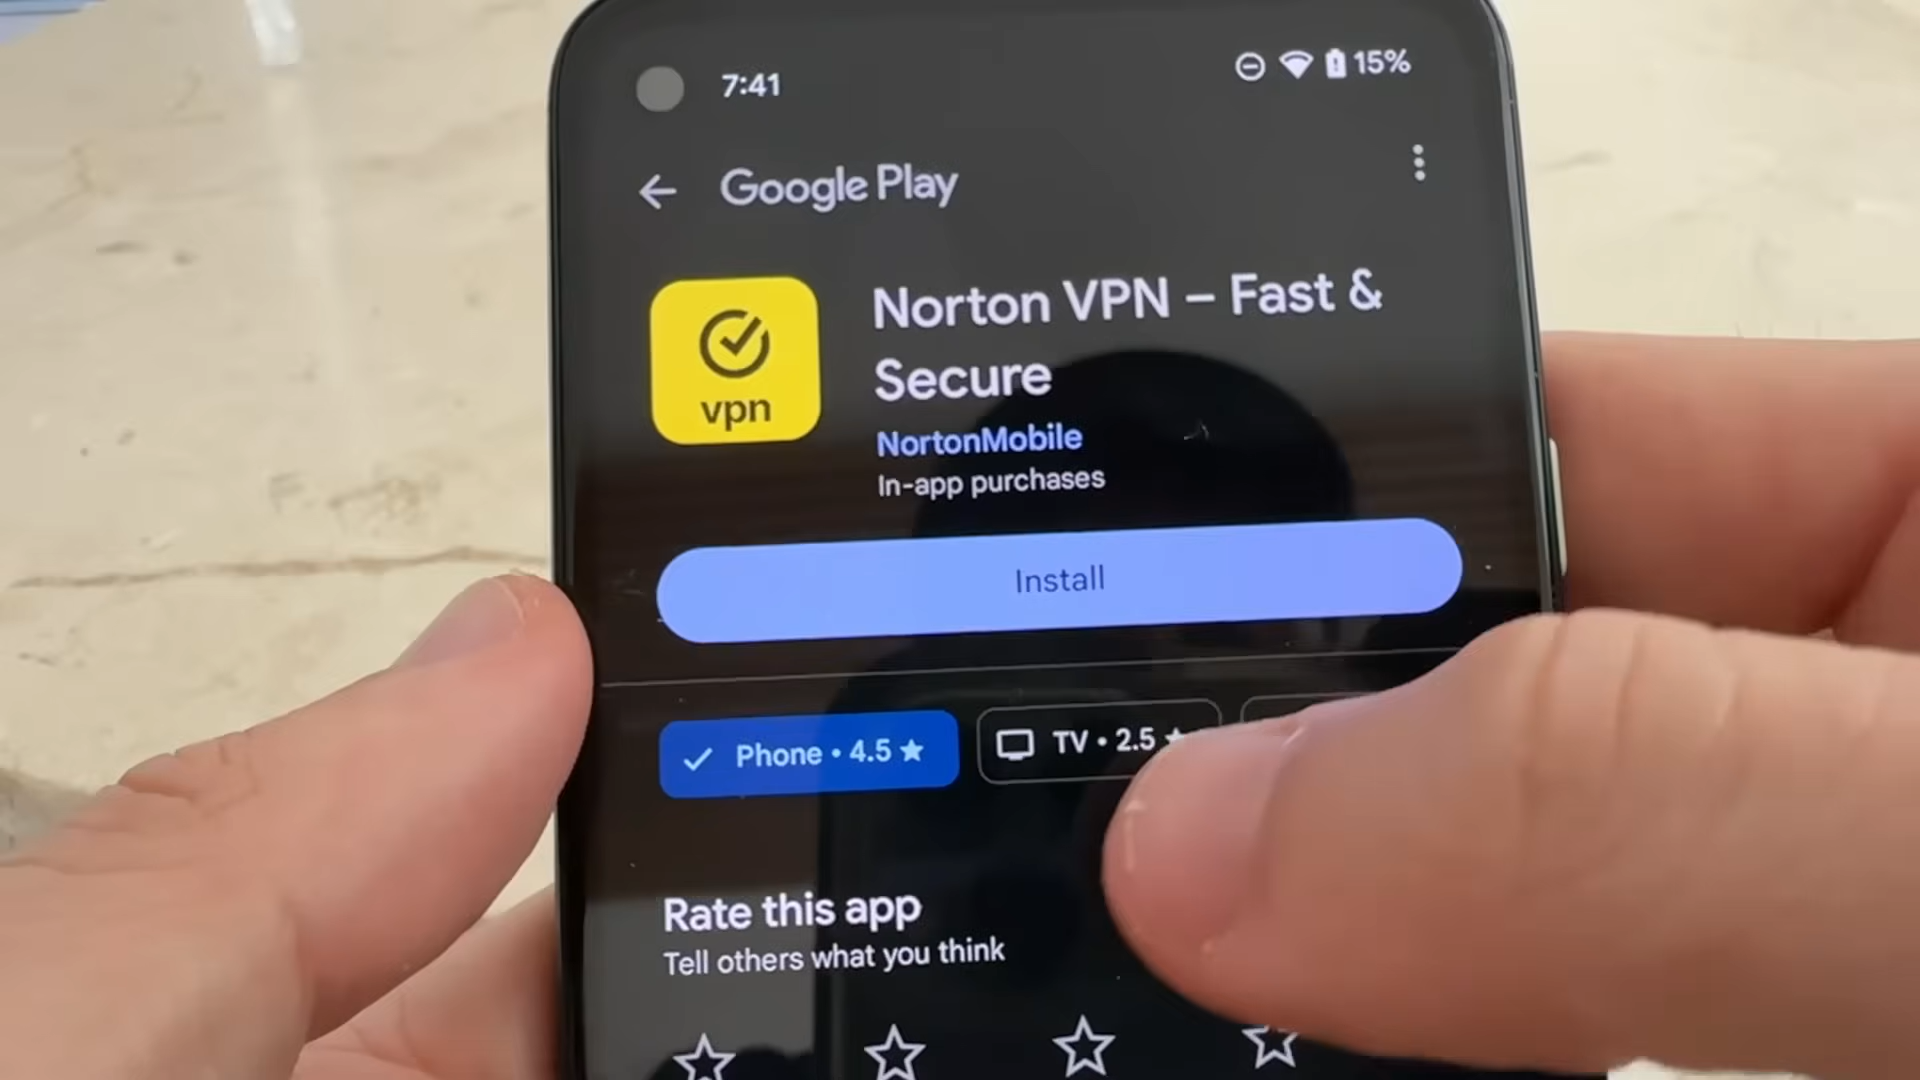 7:41
15%
Google Play
vpn
Norton VPN – Fast &
Secure
NortonMobile
In-app purchases
Install
Phone • 4.5 ★
TV • 2.5 ★
Rate this app
Tell others what you think